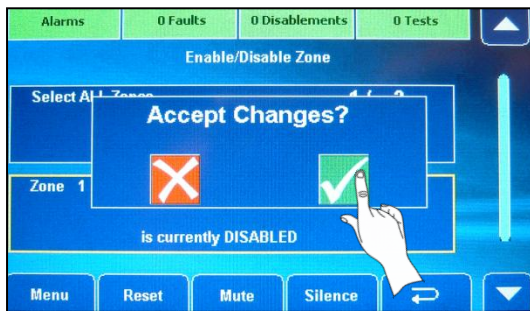 Alarms 0 Faults 0 Disablements 0 Tests
Enable/Disable Zone
Select
Accept Changes?
Zone 1
is currently DISABLED
Menu Reset Mute Silence